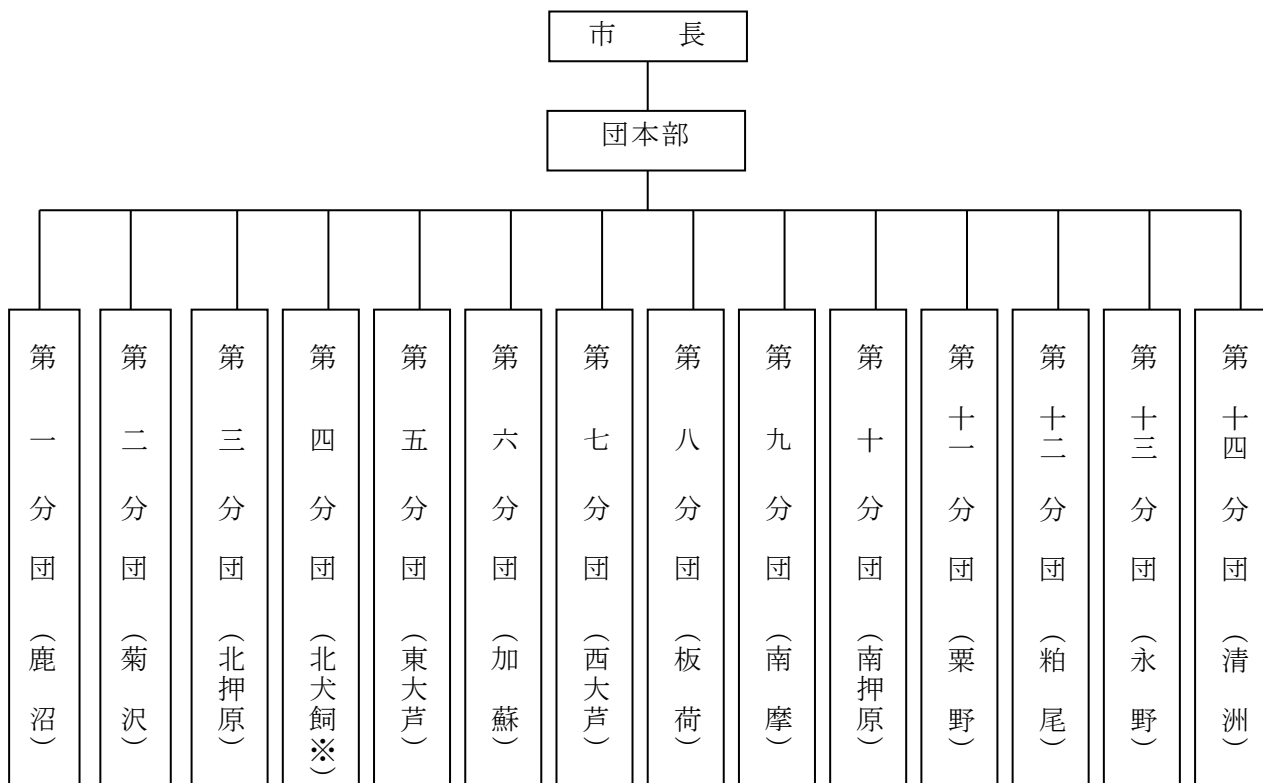 市　　長
団本部
第一分団（鹿沼）
第二分団（菊沢）
第三分団（北押原）
第四分団（北犬飼※）
第五分団（東大芦）
第六分団（加蘇）
第七分団（西大芦）
第八分団（板荷）
第九分団（南摩）
第十分団（南押原）
第十一分団（粟野）
第十二分団（粕尾）
第十三分団（永野）
第十四分団（清洲）